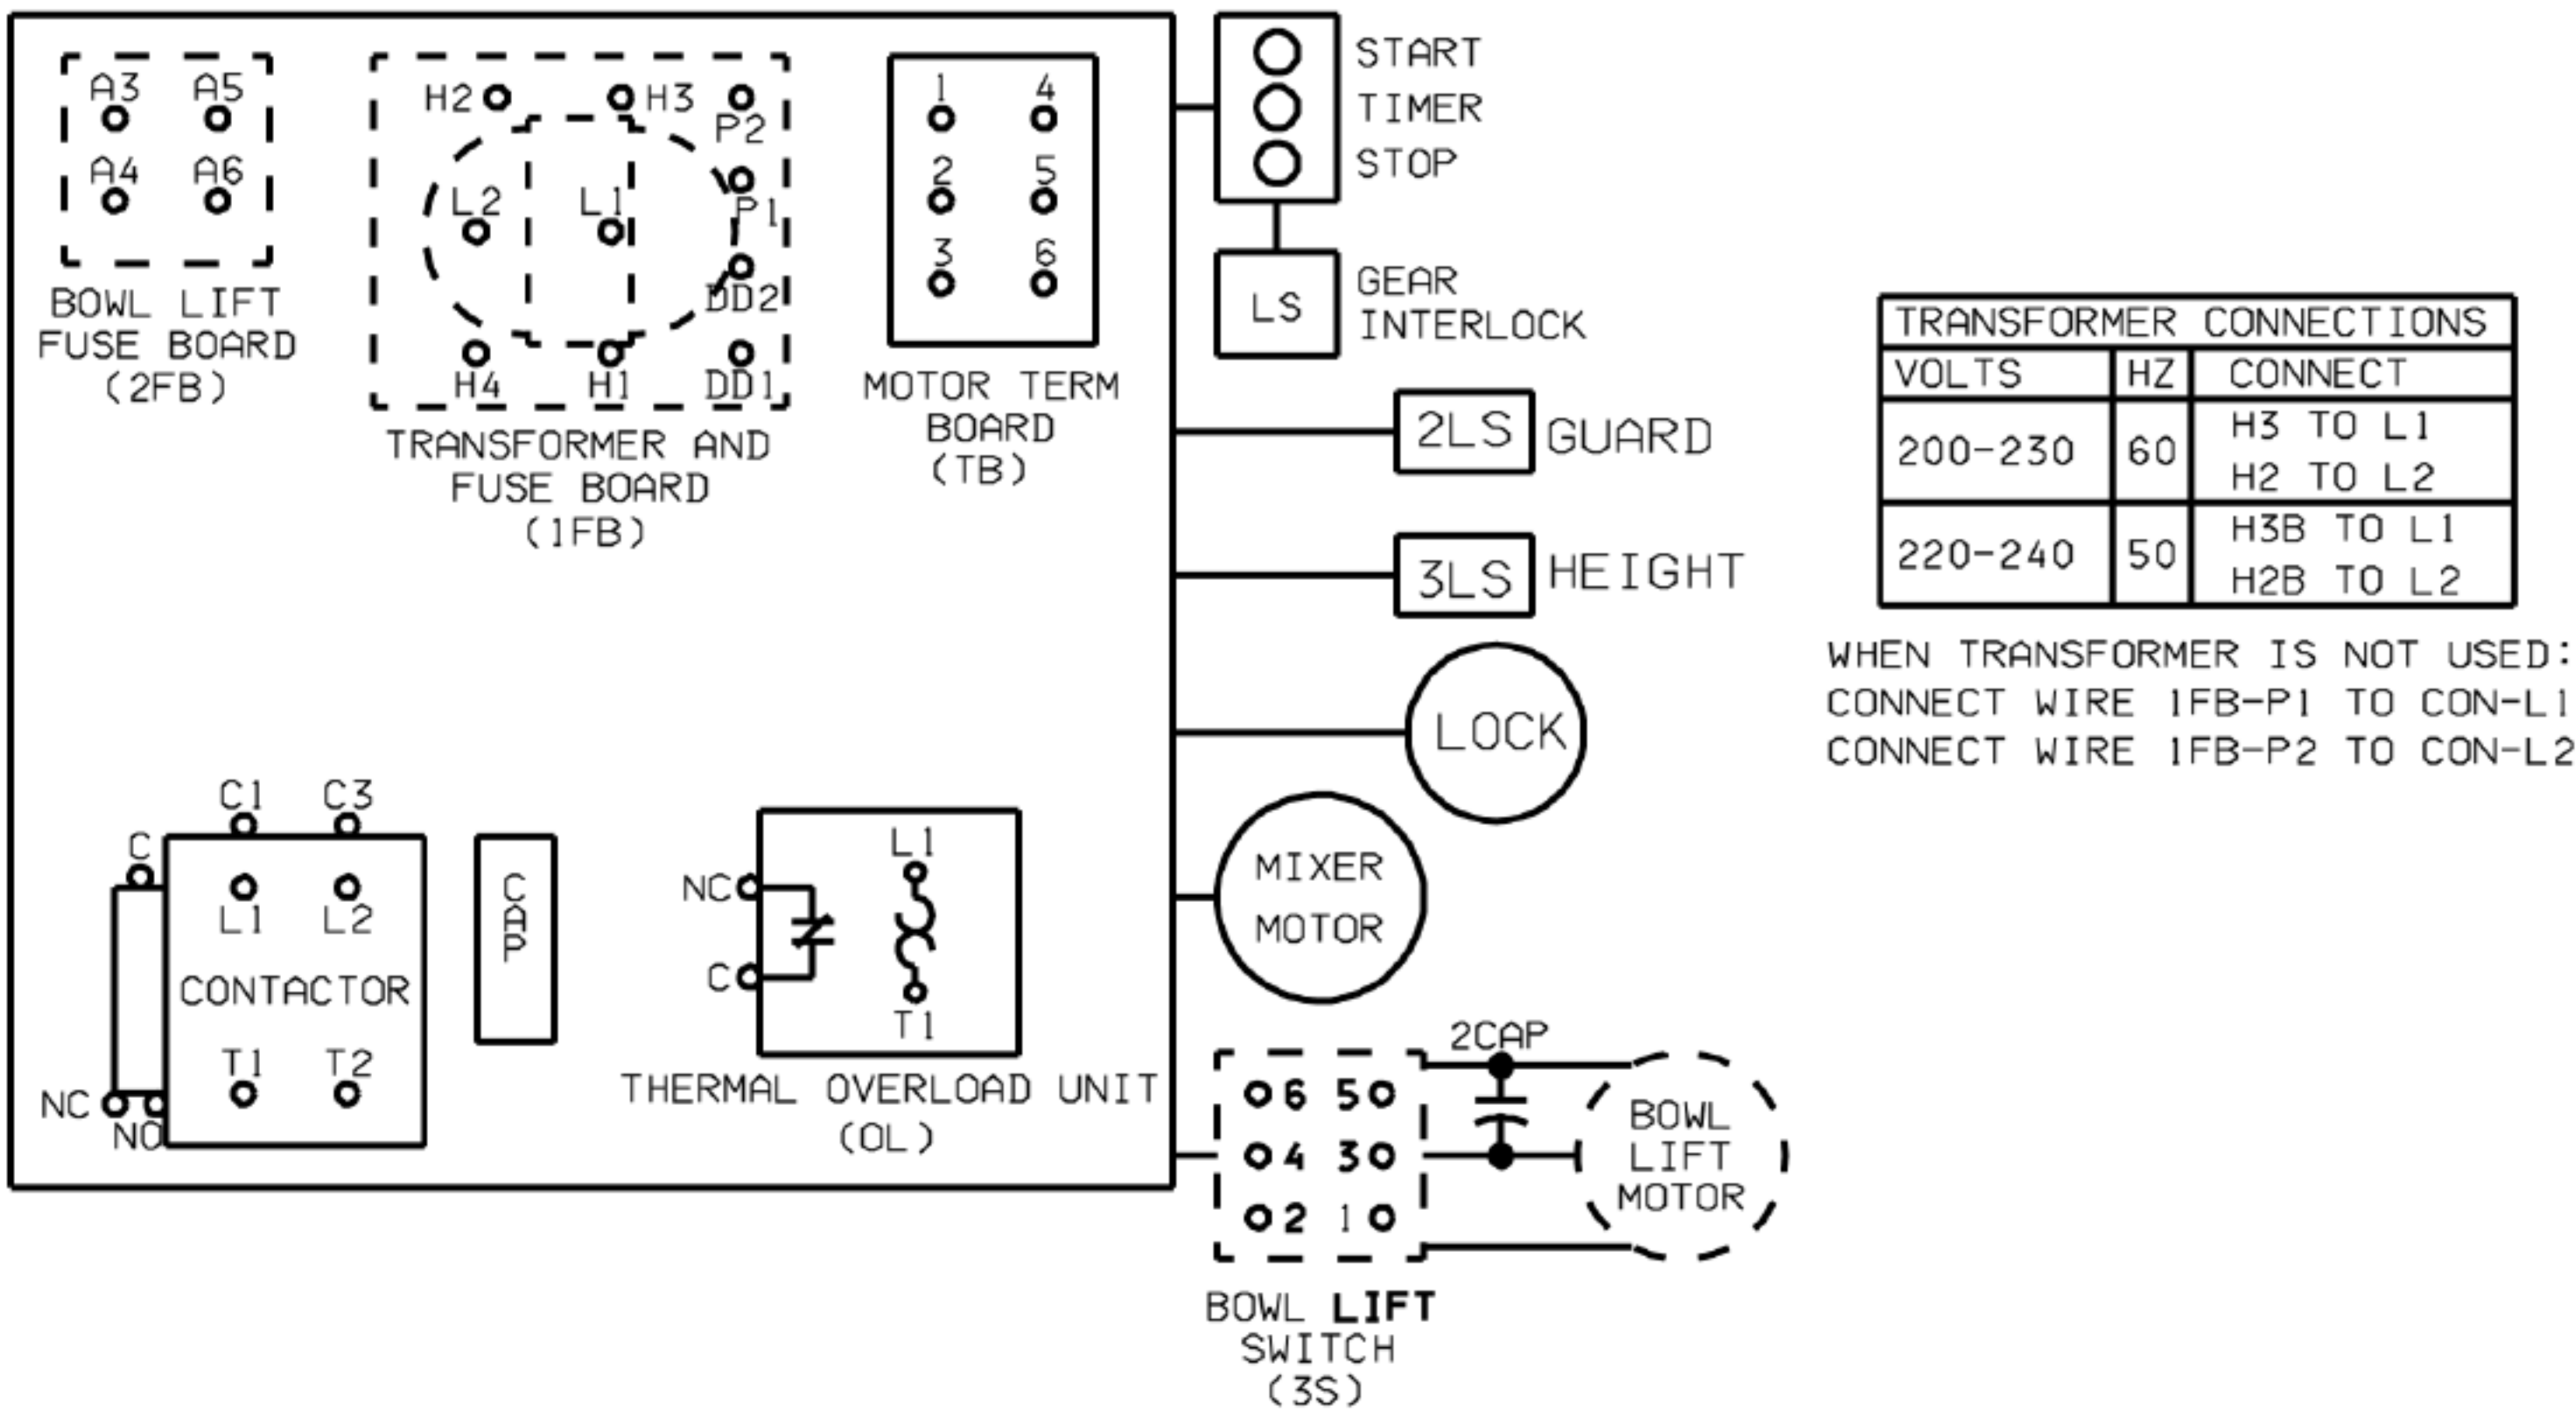 A3 A5
A4 A6
BOWL LIFT
FUSE BOARD
(2FB)
H2 H3
P2
L2 L1
P1
DD2
H4 H1 DD1
TRANSFORMER AND
FUSE BOARD
(1FB)
1 4
2 5
3 6
MOTOR TERM
BOARD
(TB)
START
TIMER
STOP
LS
GEAR
INTERLOCK
2LS GUARD
3LS HEIGHT
LOCK
MIXER
MOTOR
TRANSFORMER CONNECTIONS
VOLTS HZ CONNECT
200-230 60 H3 TO L1
H2 TO L2
220-240 50 H3B TO L1
H2B TO L2
WHEN TRANSFORMER IS NOT USED:
CONNECT WIRE 1FB-P1 TO CON-L1
CONNECT WIRE 1FB-P2 TO CON-L2
C1 C3
C
L1 L2
CONTACTOR
T1 T2
NC
NO
CAP
NC
C
L1
T1
THERMAL OVERLOAD UNIT
(OL)
2CAP
6 5
4 3
2 1
BOWL
LIFT
MOTOR
BOWL LIFT
SWITCH
(3S)